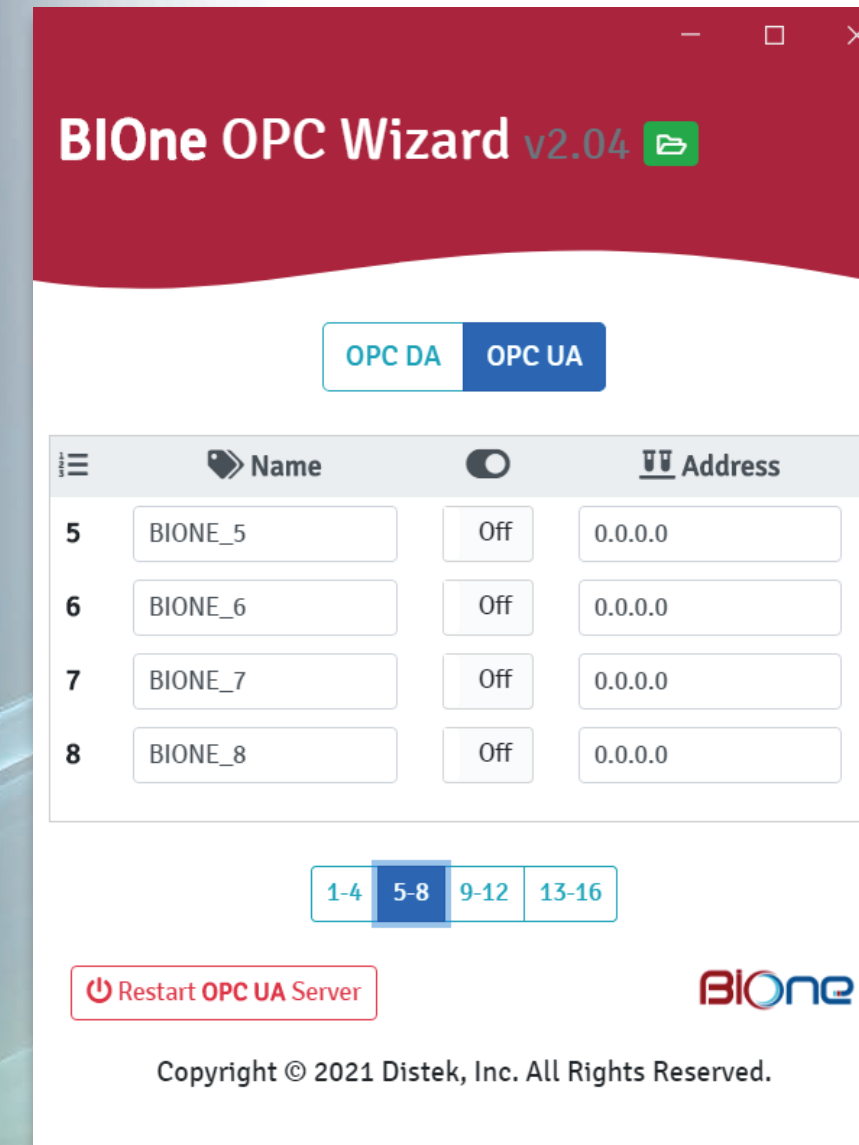 BIOne OPC Wizard v2.04
OPC DA OPC UA
Name Address
5 BIONE_5 Off 0.0.0.0
6 BIONE_6 Off 0.0.0.0
7 BIONE_7 Off 0.0.0.0
8 BIONE_8 Off 0.0.0.0
1-4 5-8 9-12 13-16
Restart OPC UA Server BIOne
Copyright © 2021 Distek, Inc. All Rights Reserved.